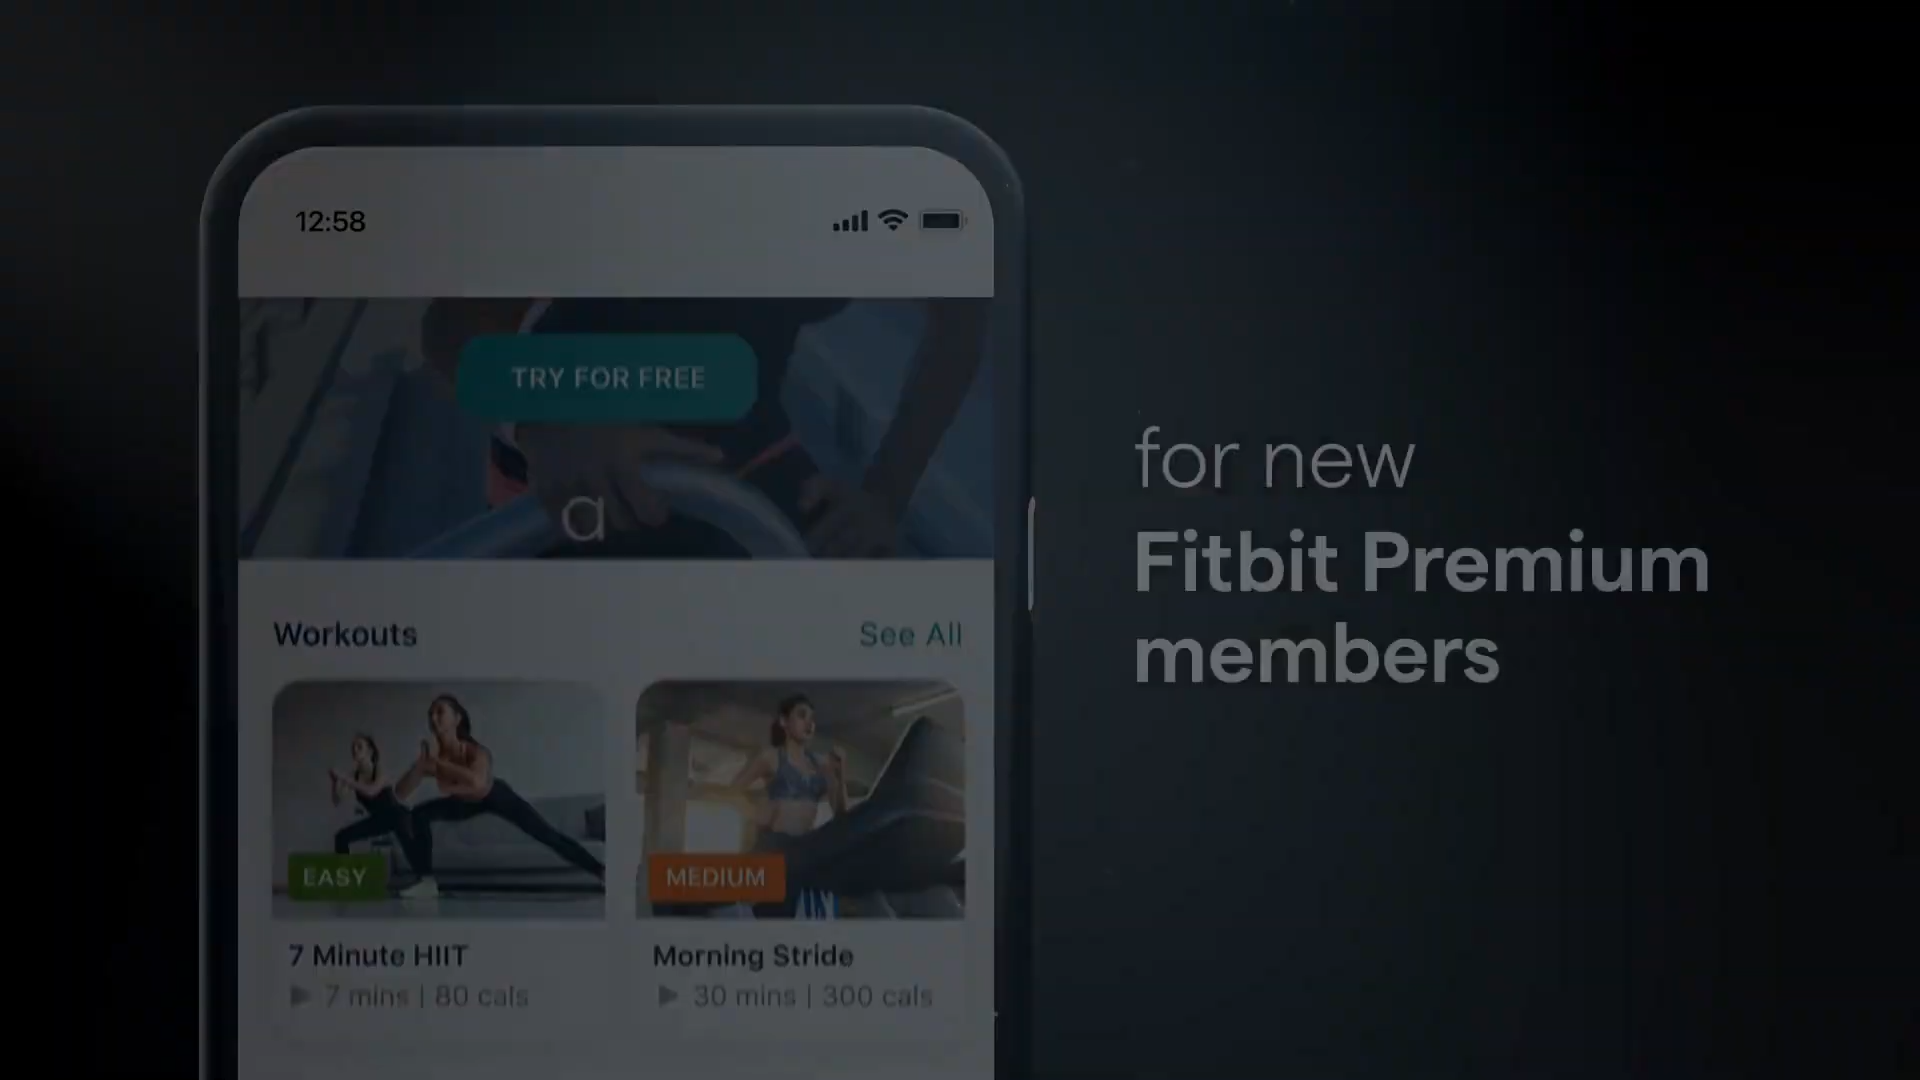 12:58
TRY FOR FREE
a
for new
Fitbit Premium
members
Workouts
See All
EASY
MEDIUM
7 Minute HIIT
7 mins | 80 cals
Morning Stride
30 mins | 300 cals